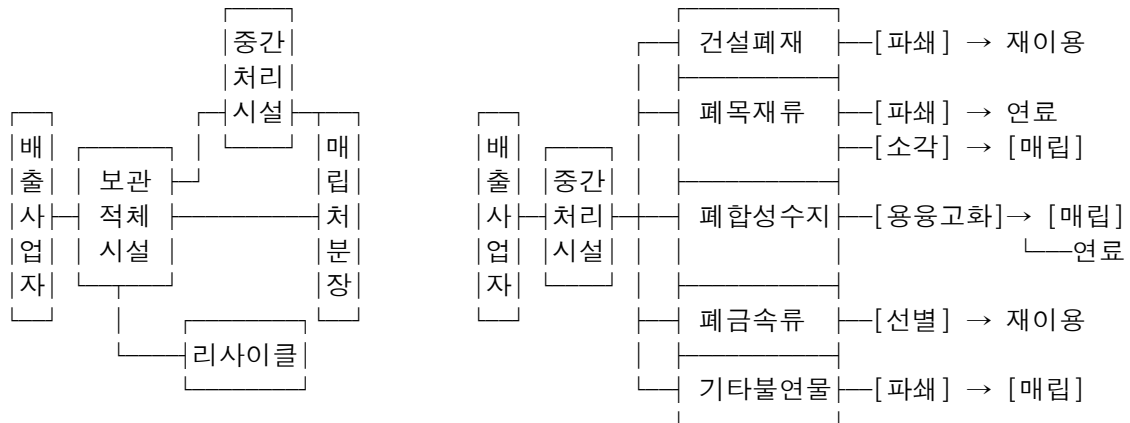 배출사업자
보관적체시설
중간처리시설
매립처분장
리사이클
배출사업자
중간처리시설
건설폐재 [파쇄] → 재이용
폐목재류 [파쇄] → 연료
[소각] → [매립]
폐합성수지 [용융고화]→ [매립]
연료
폐금속류 [선별] → 재이용
기타불연물 [파쇄] → [매립]